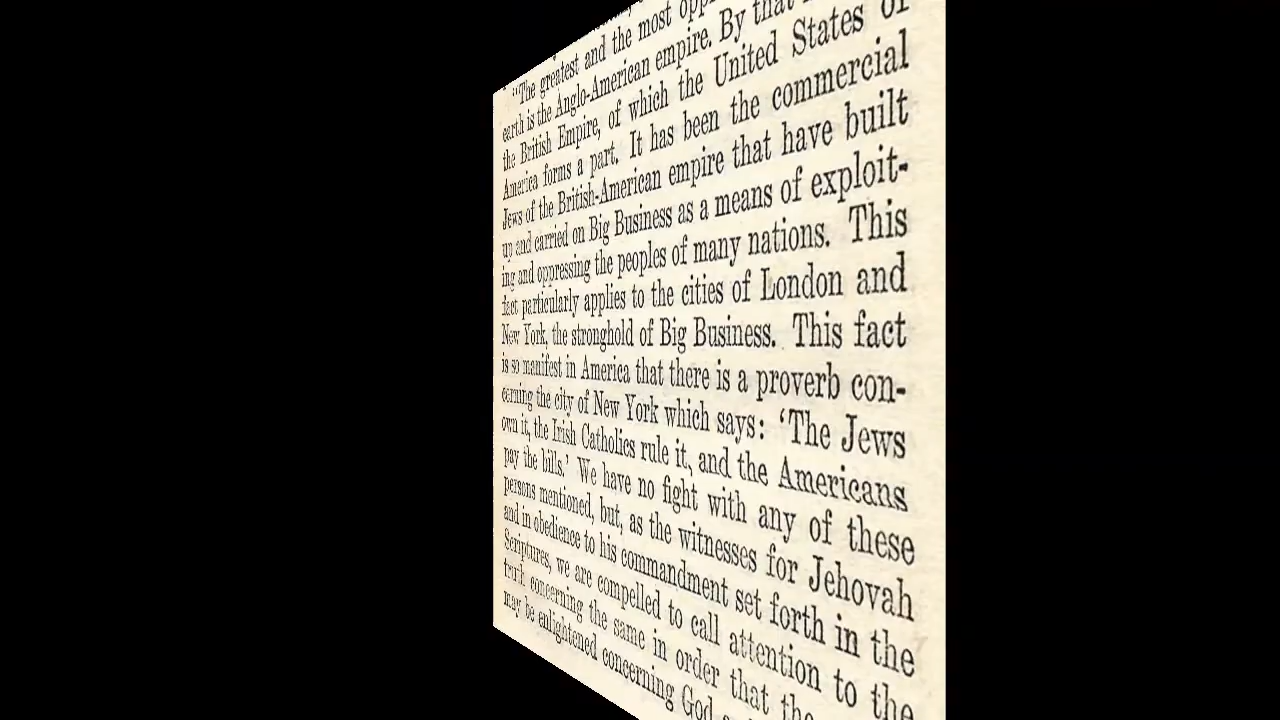 "The greatest and the most
earth is the Anglo-American empire. By that
the British Empire, of which the United States of
America forms a part. It has been the commercial
Jews of the British-American empire that have built
up and carried on Big Business as a means of exploit-
ing and oppressing the peoples of many nations. This
fact particularly applies to the cities of London and
New York, the stronghold of Big Business. This fact
is so manifest in America that there is a proverb con-
cerning the city of New York which says: 'The Jews
own it, the Irish Catholics rule it, and the Americans
pay the bills.' We have no fight with any of these
persons mentioned, but, as the witnesses for Jehovah
and in obedience to his commandment set forth in the
Scriptures, we are compelled to call attention to the
truth concerning the same in order that the
may be enlightened concerning God